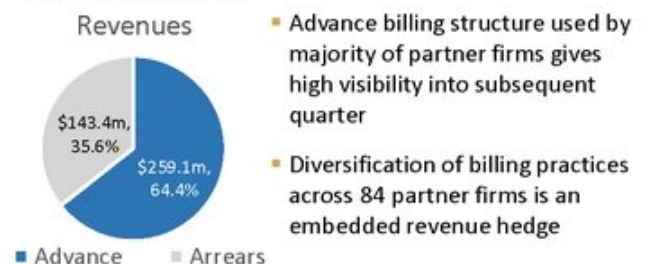 Revenues
$143.4m,
35.6%
$259.1m,
64.4%
Advance
Arrears
Advance billing structure used by
majority of partner firms gives
high visibility into subsequent
quarter
Diversification of billing practices
across 84 partner firms is an
embedded revenue hedge